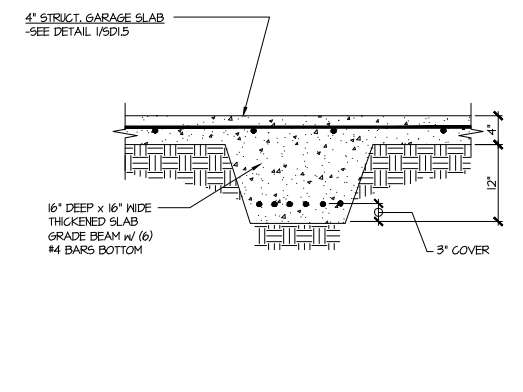 4" STRUCT. GARAGE SLAB
-SEE DETAIL 1/SD1.5
4"
12"
16" DEEP x 16" WIDE
THICKENED SLAB
GRADE BEAM W/ (6)
#4 BARS BOTTOM
3" COVER